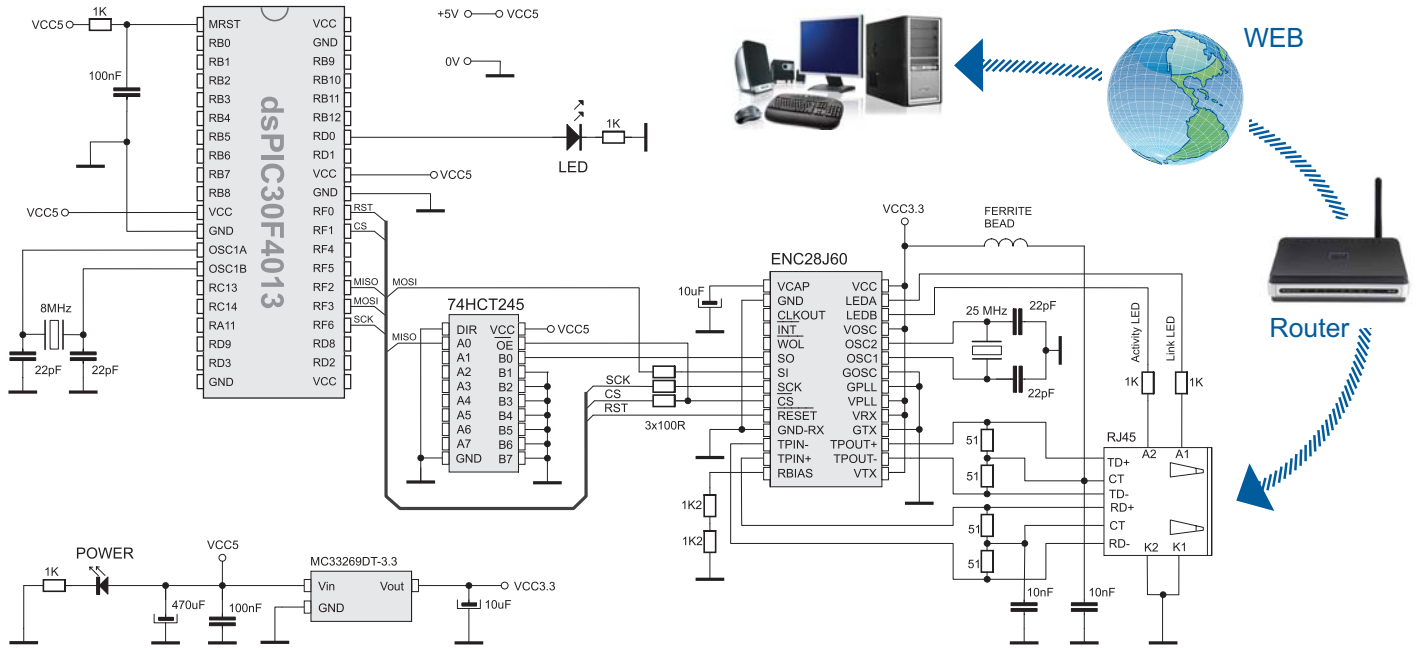 VCC5
1K
100nF
VCC5
8MHz
22pF
22pF
dsPIC30F4013
MRST
RB0
RB1
RB2
RB3
RB4
RB5
RB6
RB7
RB8
VCC
GND
OSC1A
OSC1B
RC13
RC14
RA11
RD9
RD3
GND
VCC
GND
RB9
RB10
RB11
RB12
RD0
RD1
VCC
GND
RF0
RF1
RF4
RF5
RF2
RF3
RF6
RD8
RD2
VCC
RST
CS
MISO
MOSI
SCK
MOSI
MISO
+5V
VCC5
0V
LED
1K
VCC5
74HCT245
DIR
A0
A1
A2
A3
A4
A5
A6
A7
GND
VCC
OE
B0
B1
B2
B3
B4
B5
B6
B7
VCC5
SCK
CS
RST
3x100R
ENC28J60
VCAP
GND
CLKOUT
INT
WOL
SO
SI
SCK
CS
RESET
GND-RX
TPIN-
TPIN+
RBIAS
VCC
LEDA
LEDB
VOSC
OSC2
OSC1
GOSC
GPLL
VPLL
VRX
GTX
TPOUT+
TPOUT-
VTX
10uF
VCC3.3
FERRITE
BEAD
25 MHz
22pF
22pF
1K2
1K2
51
51
51
51
10nF
10nF
Activity LED
Link LED
1K
1K
RJ45
A2
A1
TD+
CT
TD-
RD+
CT
RD-
K2
K1
WEB
Router
POWER
1K
VCC5
470uF
100nF
MC33269DT-3.3
Vin
Vout
GND
VCC3.3
10uF